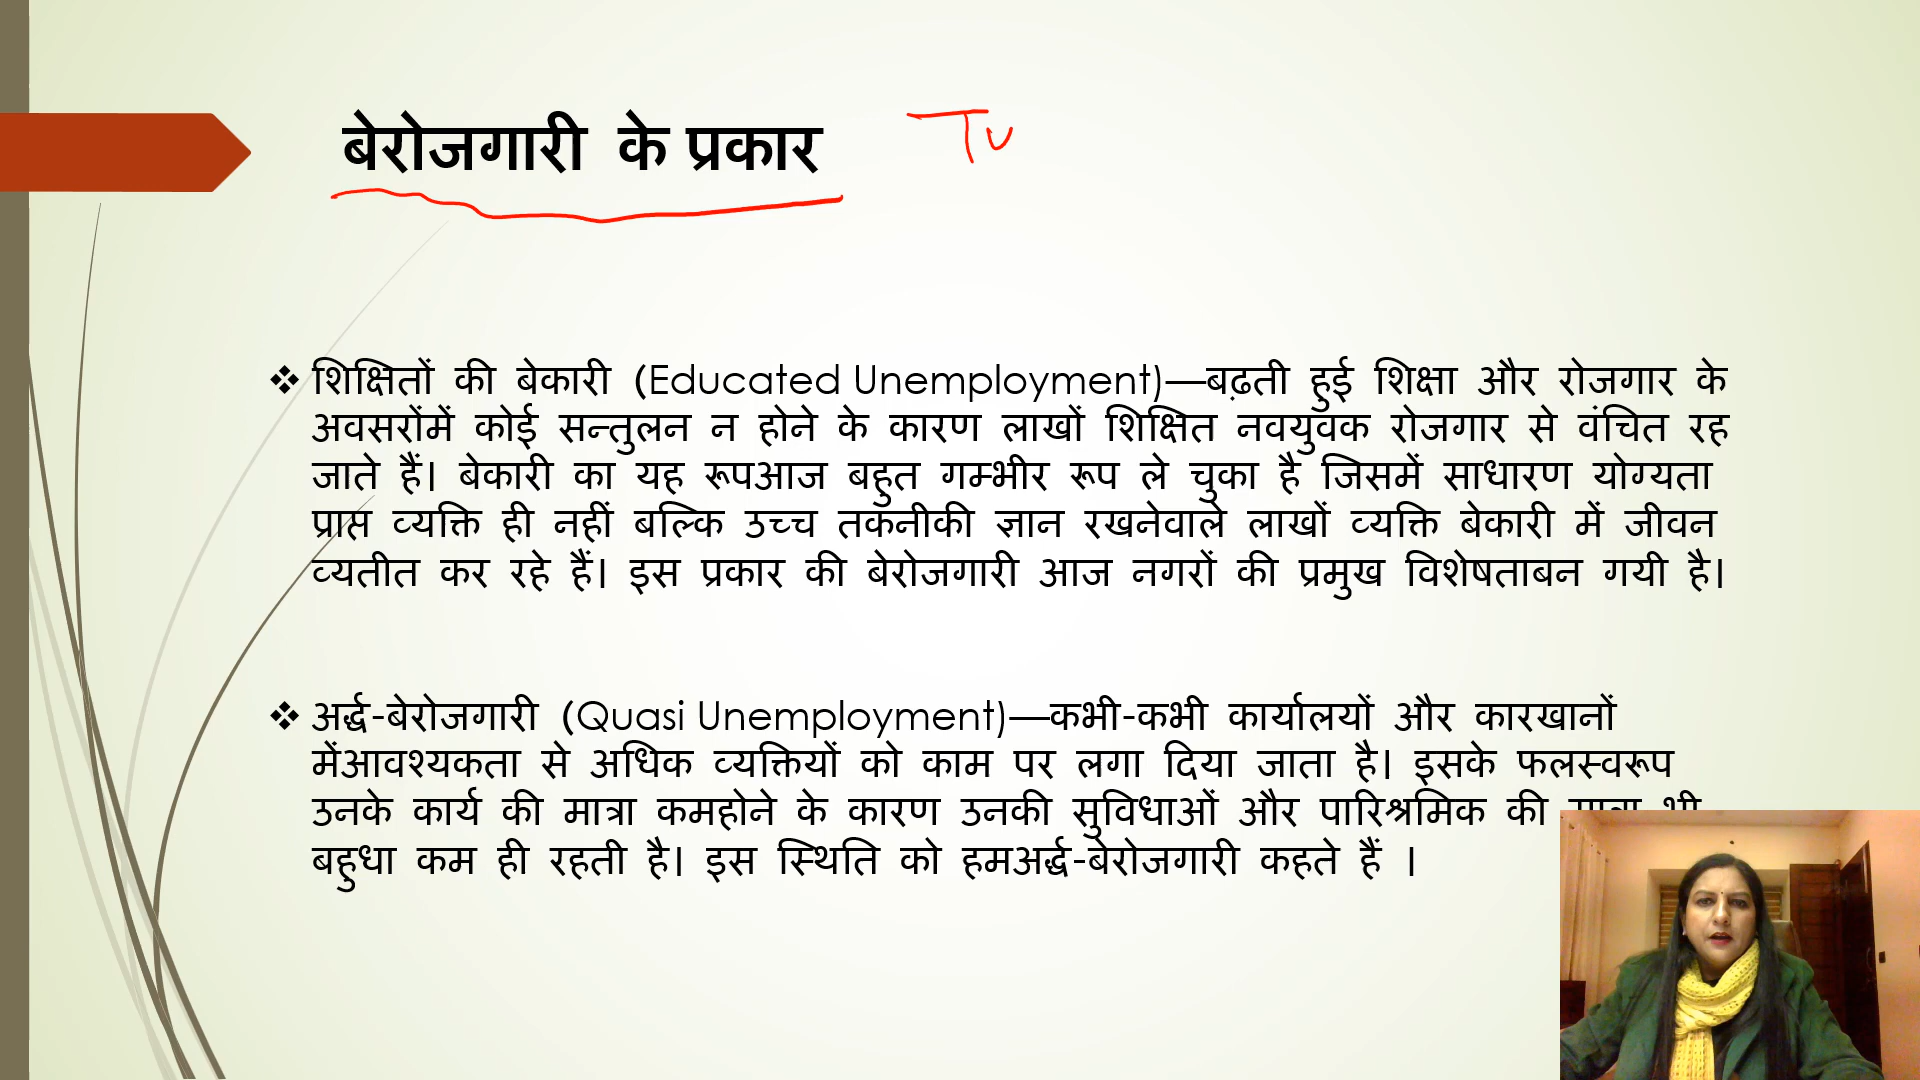 बेरोजगारी के प्रकार
Tu
❖ शिक्षितों की बेकारी (Educated Unemployment)—बढ़ती हुई शिक्षा और रोजगार के
अवसरोंमें कोई सन्तुलन न होने के कारण लाखों शिक्षित नवयुवक रोजगार से वंचित रह
जाते हैं। बेकारी का यह रूपआज बहुत गम्भीर रूप ले चुका है जिसमें साधारण योग्यता
प्राप्त व्यक्ति ही नहीं बल्कि उच्च तकनीकी ज्ञान रखनेवाले लाखों व्यक्ति बेकारी में जीवन
व्यतीत कर रहे हैं। इस प्रकार की बेरोजगारी आज नगरों की प्रमुख विशेषताबन गयी है।
❖ अर्द्ध-बेरोजगारी (Quasi Unemployment)—कभी-कभी कार्यालयों और कारखानों
मेंआवश्यकता से अधिक व्यक्तियों को काम पर लगा दिया जाता है। इसके फलस्वरूप
उनके कार्य की मात्रा कमहोने के कारण उनकी सुविधाओं और पारिश्रमिक की
बहुधा कम ही रहती है। इस स्थिति को हमअर्द्ध-बेरोजगारी कहते हैं ।